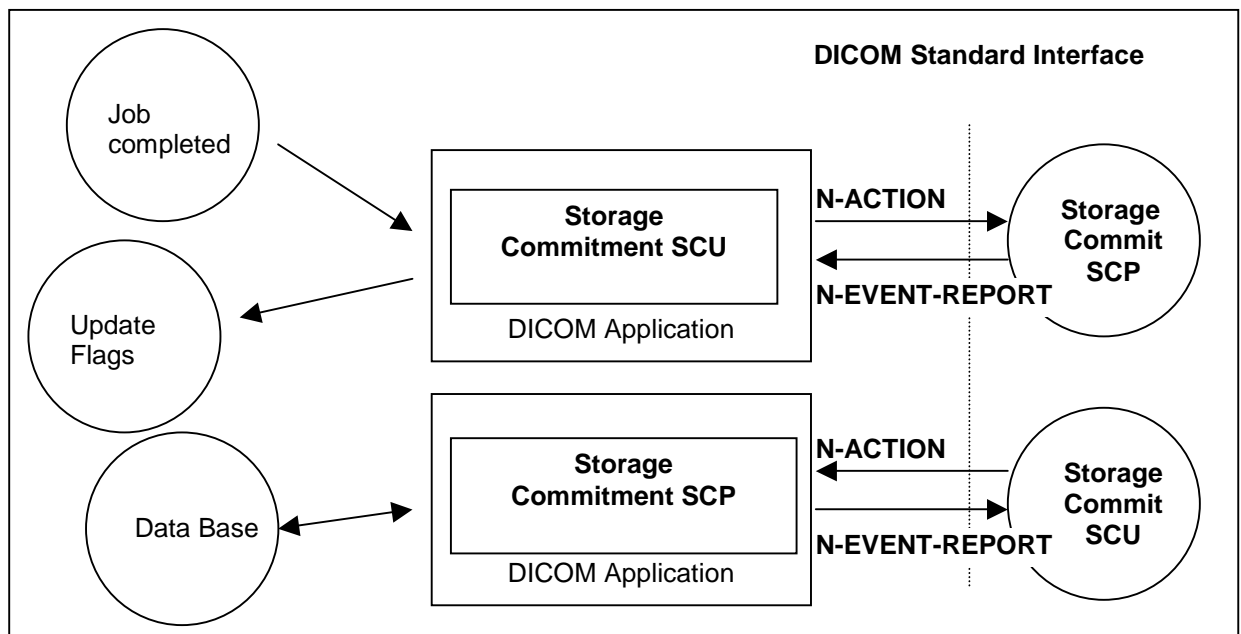 DICOM Standard Interface
Job
completed
Storage
Commitment SCU
DICOM Application
N-ACTION
N-EVENT-REPORT
Storage
Commit
SCP
Update
Flags
Data Base
Storage
Commitment SCP
DICOM Application
N-ACTION
N-EVENT-REPORT
Storage
Commit
SCU